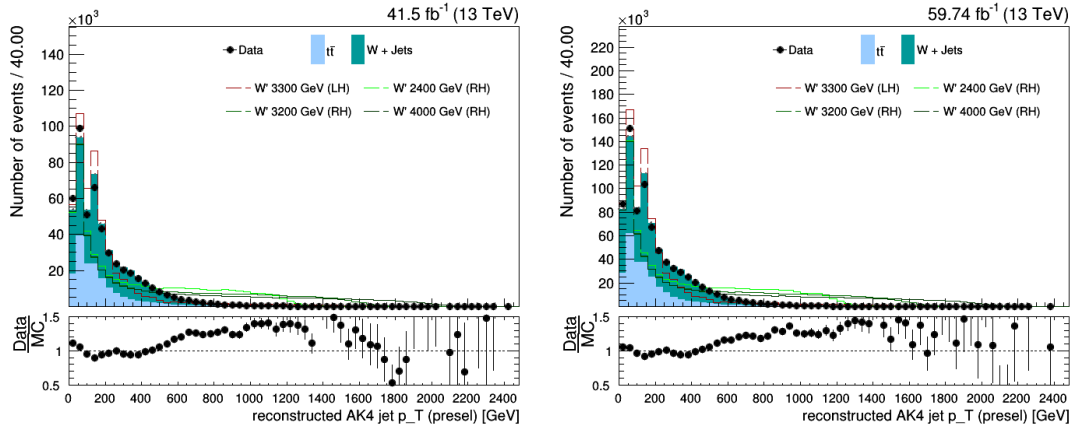 ×10³ 41.5 fb⁻¹ (13 TeV)
Number of events / 40.00
140
120
100
80
60
40
20
Data tt̄ W + Jets
W' 3300 GeV (LH) W' 2400 GeV (RH)
W' 3200 GeV (RH) W' 4000 GeV (RH)
Data
MC
1.5
1
0.5
0 200 400 600 800 1000 1200 1400 1600 1800 2000 2200 2400
reconstructed AK4 jet p_T (presel) [GeV]
×10³ 59.74 fb⁻¹ (13 TeV)
Number of events / 40.00
220
200
180
160
140
120
100
80
60
40
20
Data tt̄ W + Jets
W' 3300 GeV (LH) W' 2400 GeV (RH)
W' 3200 GeV (RH) W' 4000 GeV (RH)
Data
MC
1.5
1
0.5
0 200 400 600 800 1000 1200 1400 1600 1800 2000 2200 2400
reconstructed AK4 jet p_T (presel) [GeV]